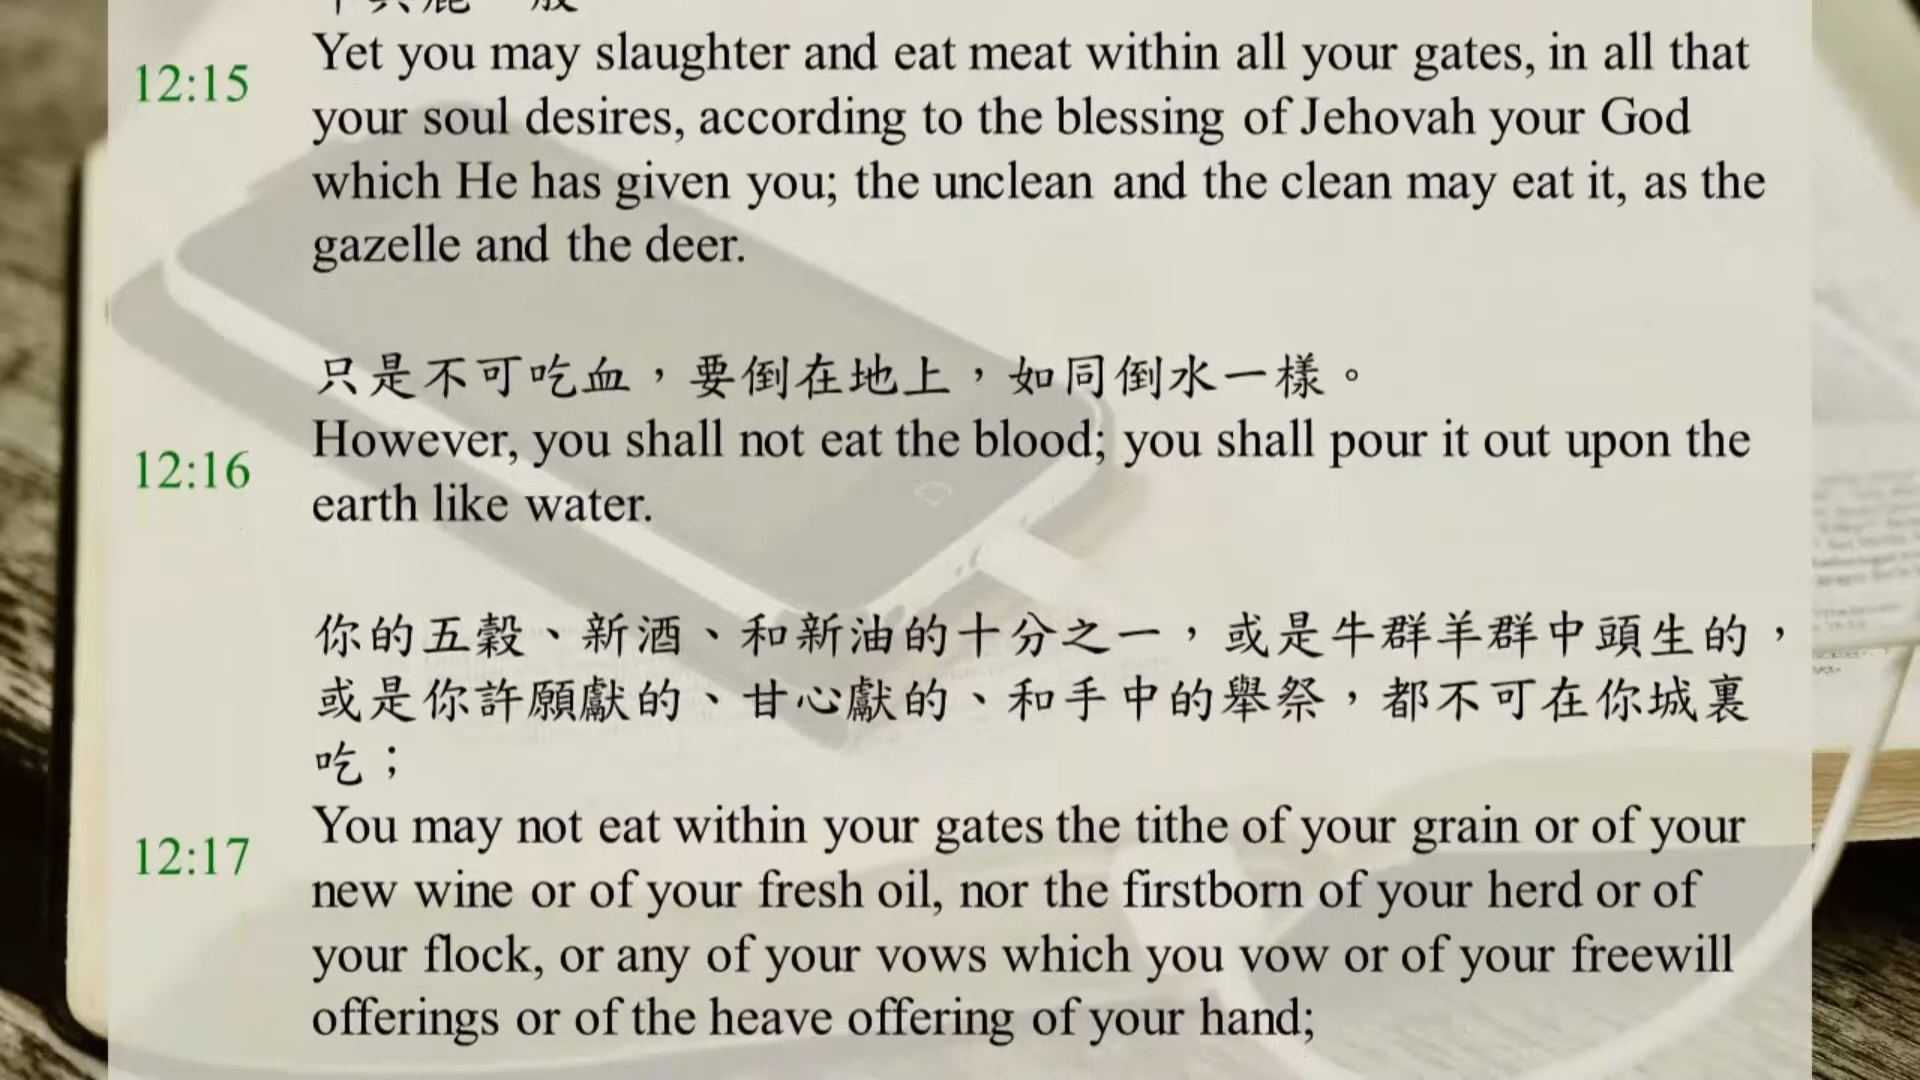 12:15
Yet you may slaughter and eat meat within all your gates, in all that
your soul desires, according to the blessing of Jehovah your God
which He has given you; the unclean and the clean may eat it, as the
gazelle and the deer.
只是不可吃血，要倒在地上，如同倒水一樣。
12:16
However, you shall not eat the blood; you shall pour it out upon the
earth like water.
你的五穀、新酒、和新油的十分之一，或是牛群羊群中頭生的，
或是你許願獻的、甘心獻的、和手中的舉祭，都不可在你城裏
吃；
12:17
You may not eat within your gates the tithe of your grain or of your
new wine or of your fresh oil, nor the firstborn of your herd or of
your flock, or any of your vows which you vow or of your freewill
offerings or of the heave offering of your hand;